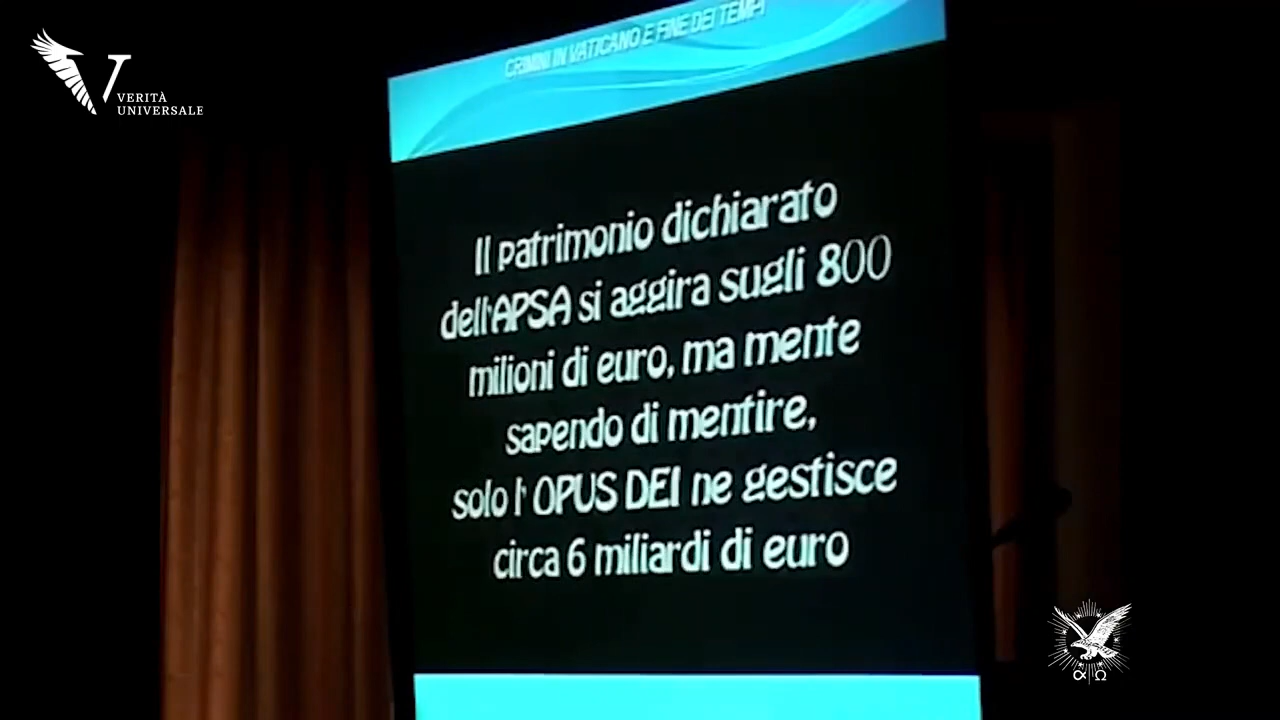 VERITÀ
UNIVERSALE
CRIMINI IN VATICANO E FINE DEI TEMPI
Il patrimonio dichiarato
dell'APSA si aggira sugli 800
milioni di euro, ma mente
sapendo di mentire,
solo l' OPUS DEI ne gestisce
circa 6 miliardi di euro
α Ω